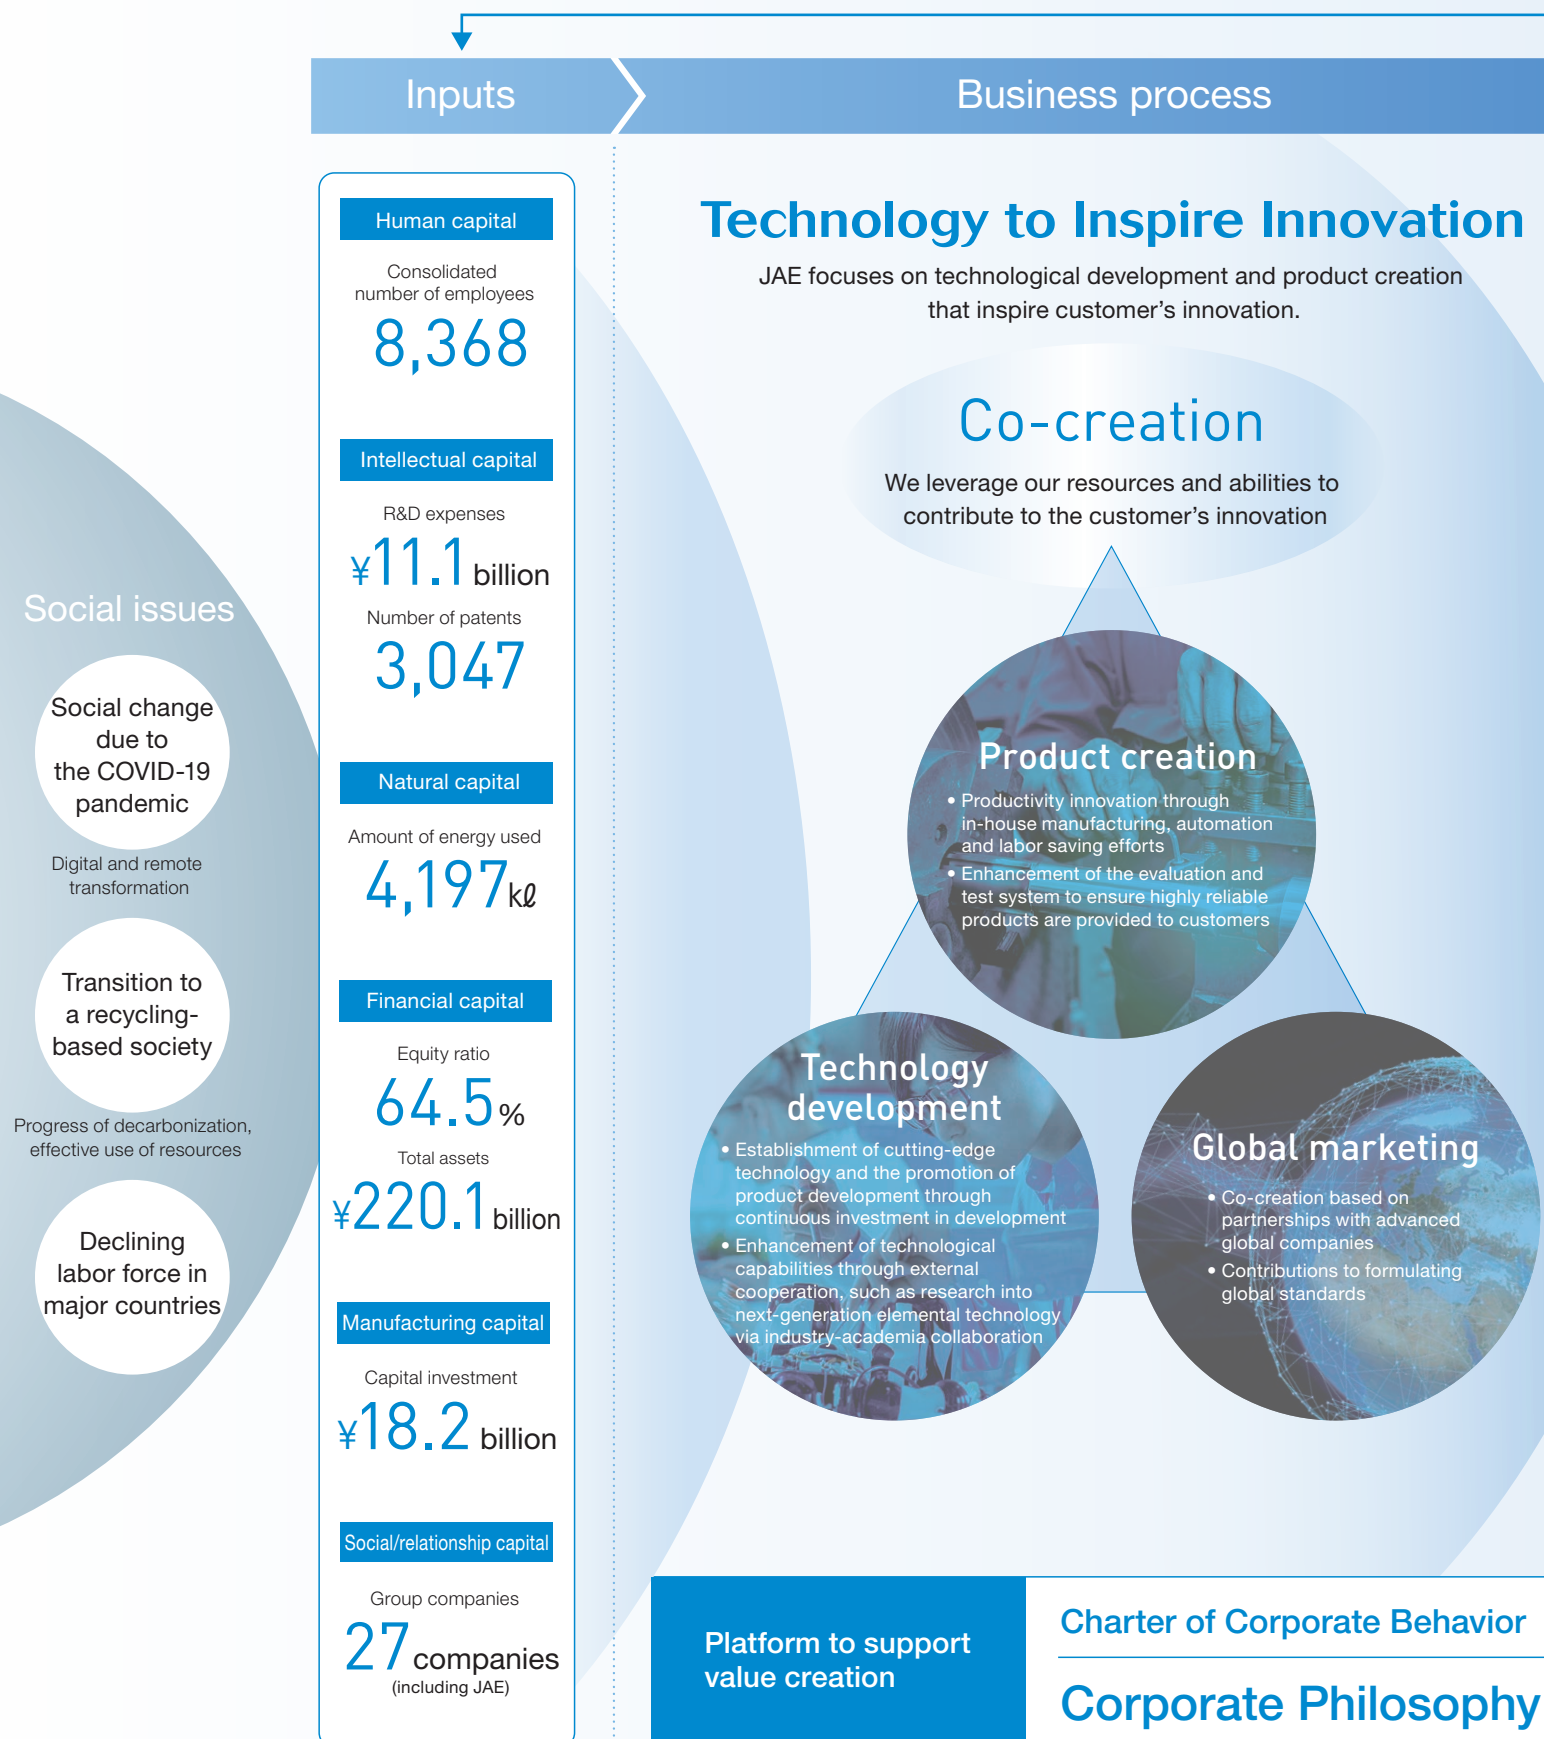 Inputs
Business process
Social issues
Social change
due to
the COVID-19
pandemic
Digital and remote
transformation
Transition to
a recycling-
based society
Progress of decarbonization,
effective use of resources
Declining
labor force in
major countries
Human capital
Consolidated
number of employees
8,368
Intellectual capital
R&D expenses
¥11.1 billion
Number of patents
3,047
Natural capital
Amount of energy used
4,197kℓ
Financial capital
Equity ratio
64.5%
Total assets
¥220.1 billion
Manufacturing capital
Capital investment
¥18.2 billion
Social/relationship capital
Group companies
27 companies
(including JAE)
Technology to Inspire Innovation
JAE focuses on technological development and product creation
that inspire customer’s innovation.
Co-creation
We leverage our resources and abilities to
contribute to the customer’s innovation
Product creation
• Productivity innovation through
in-house manufacturing, automation
and labor saving efforts
• Enhancement of the evaluation and
test system to ensure highly reliable
products are provided to customers
Technology
development
• Establishment of cutting-edge
technology and the promotion of
product development through
continuous investment in development
• Enhancement of technological
capabilities through external
cooperation, such as research into
next-generation elemental technology
via industry-academia collaboration
Global marketing
• Co-creation based on
partnerships with advanced
global companies
• Contributions to formulating
global standards
Platform to support
value creation
Charter of Corporate Behavior
Corporate Philosophy